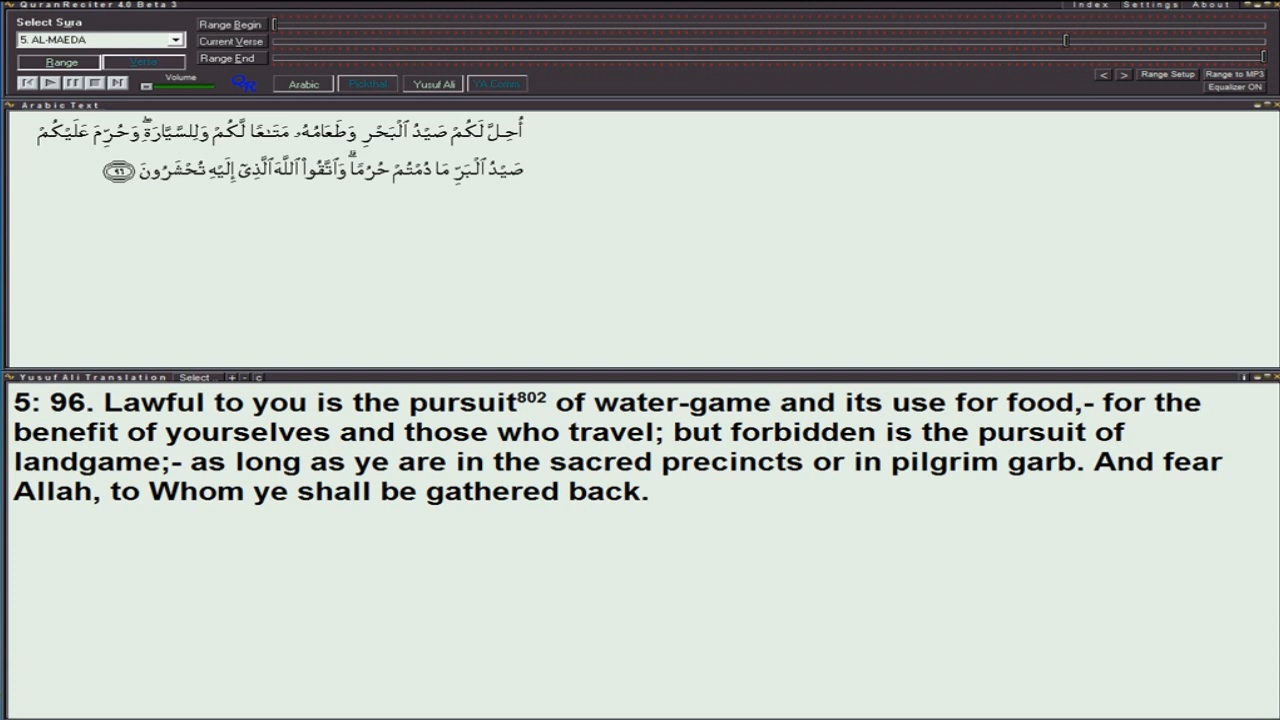 QuranReciter 4.0 Beta 3
Index Settings About
Select Sura
5. AL-MAEDA
Range Verse
Volume
QR
Range Begin
Current Verse
Range End
Arabic Pickthal Yusuf Ali YA Comm
< > Range Setup Range to MP3
Equalizer ON
Arabic Text
أُحِلَّ لَكُمْ صَيْدُ ٱلْبَحْرِ وَطَعَامُهُۥ مَتَـٰعًا لَّكُمْ وَلِلسَّيَّارَةِ ۖ وَحُرِّمَ عَلَيْكُمْ
صَيْدُ ٱلْبَرِّ مَا دُمْتُمْ حُرُمًا ۗ وَٱتَّقُوا۟ ٱللَّهَ ٱلَّذِىٓ إِلَيْهِ تُحْشَرُونَ ٩٦
Yusuf Ali Translation Select... + - c
i
5: 96. Lawful to you is the pursuit802 of water-game and its use for food,- for the
benefit of yourselves and those who travel; but forbidden is the pursuit of
landgame;- as long as ye are in the sacred precincts or in pilgrim garb. And fear
Allah, to Whom ye shall be gathered back.